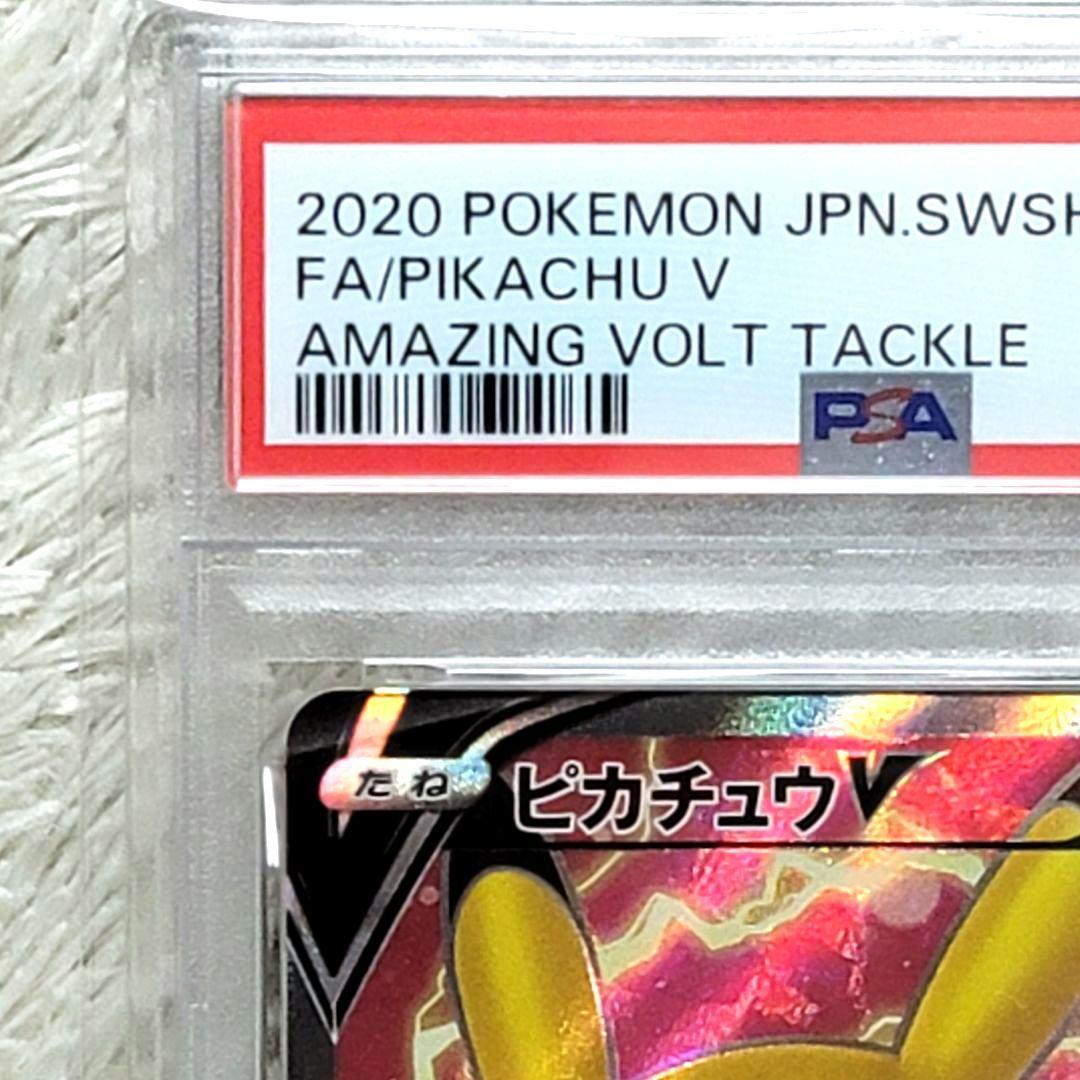 2020 POKEMON JPN.SWSH
FA/PIKACHU V
AMAZING VOLT TACKLE
PSA
たね
ピカチュウV